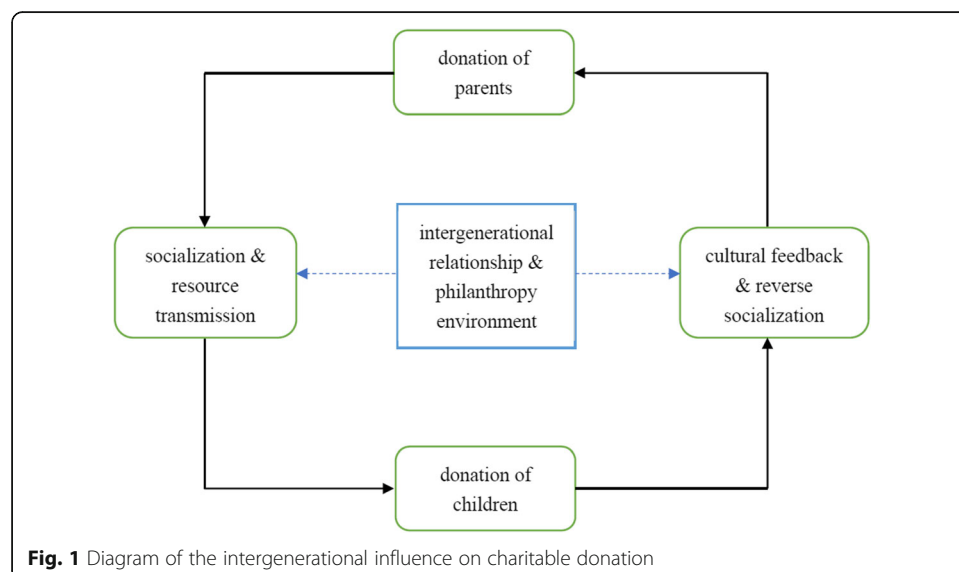 donation of
parents
socialization &
resource
transmission
intergenerational
relationship &
philanthropy
environment
cultural feedback
& reverse
socialization
donation of
children
Fig. 1 Diagram of the intergenerational influence on charitable donation